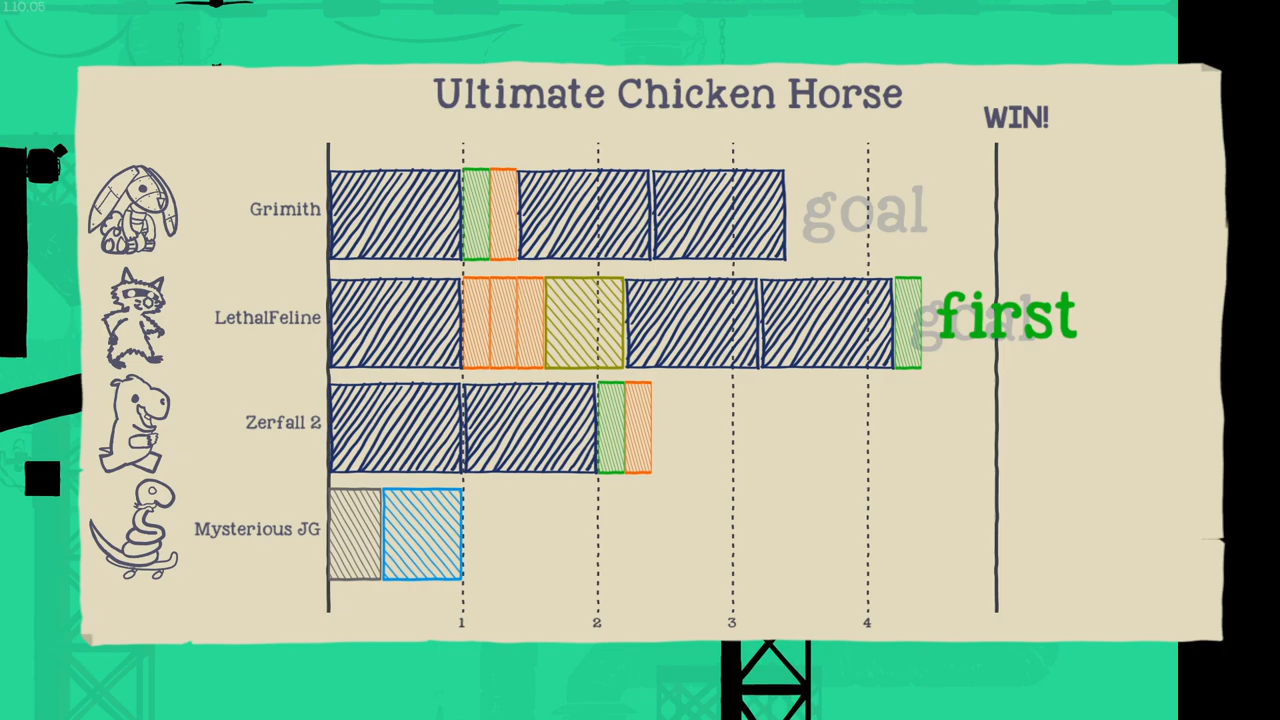 1.10.05
Ultimate Chicken Horse
WIN!
Grimith
goal
LethalFeline
goal
first
Zerfall 2
Mysterious JG
1 2 3 4